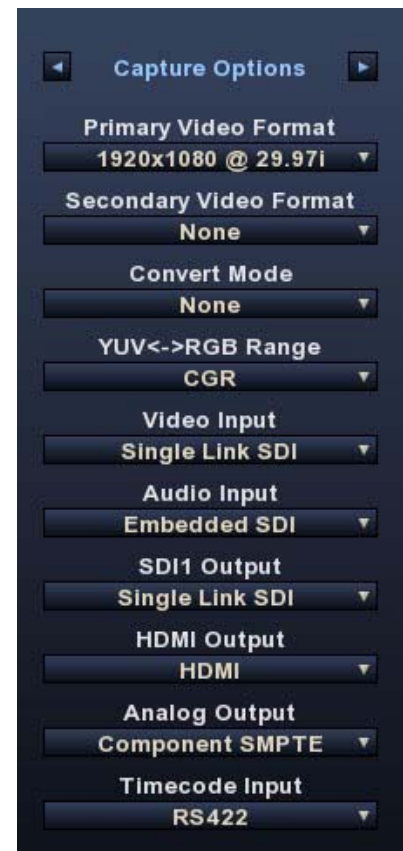 Capture Options
Primary Video Format
1920x1080 @ 29.97i
Secondary Video Format
None
Convert Mode
None
YUV<->RGB Range
CGR
Video Input
Single Link SDI
Audio Input
Embedded SDI
SDI1 Output
Single Link SDI
HDMI Output
HDMI
Analog Output
Component SMPTE
Timecode Input
RS422